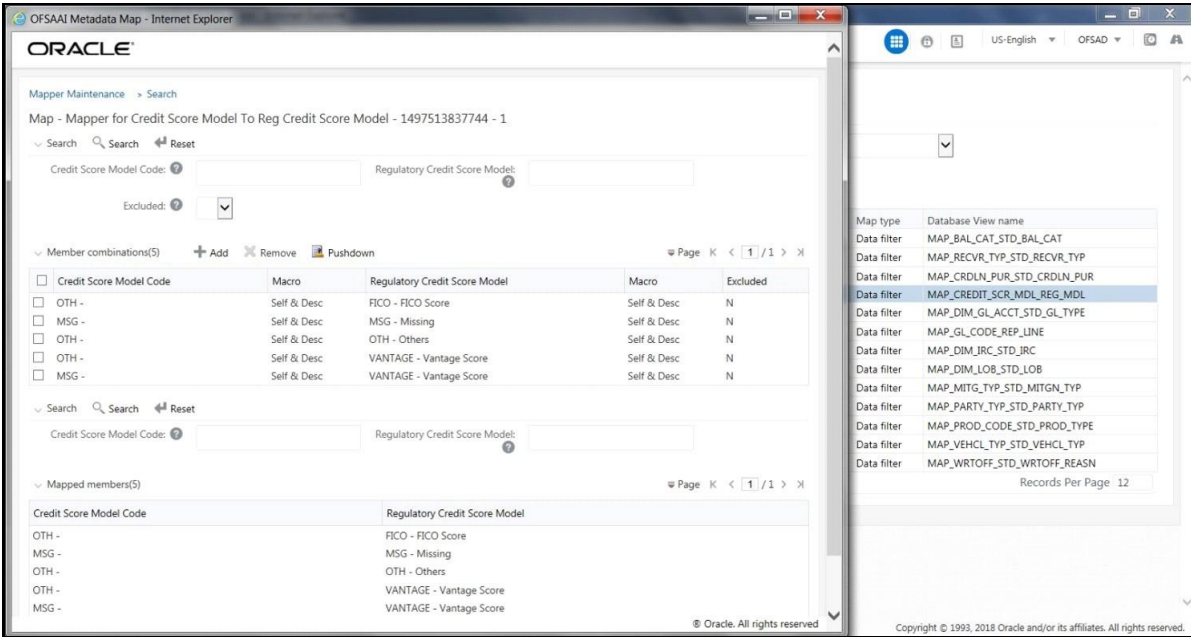 OFSAAI Metadata Map - Internet Explorer
ORACLE
Mapper Maintenance > Search
Map - Mapper for Credit Score Model To Reg Credit Score Model - 1497513837744 - 1
Search Search Reset
Credit Score Model Code: Regulatory Credit Score Model:
Excluded:
Member combinations(5) Add Remove Pushdown Page 1 / 1
Credit Score Model Code Macro Regulatory Credit Score Model Macro Excluded
OTH - Self & Desc FICO - FICO Score Self & Desc N
MSG - Self & Desc MSG - Missing Self & Desc N
OTH - Self & Desc OTH - Others Self & Desc N
OTH - Self & Desc VANTAGE - Vantage Score Self & Desc N
MSG - Self & Desc VANTAGE - Vantage Score Self & Desc N
Search Search Reset
Credit Score Model Code: Regulatory Credit Score Model:
Mapped members(5) Page 1 / 1
Credit Score Model Code Regulatory Credit Score Model
OTH - FICO - FICO Score
MSG - MSG - Missing
OTH - OTH - Others
OTH - VANTAGE - Vantage Score
MSG - VANTAGE - Vantage Score
® Oracle. All rights reserved
US-English OFSAD
Map type Database View name
Data filter MAP_BAL_CAT_STD_BAL_CAT
Data filter MAP_RECVR_TYP_STD_RECVR_TYP
Data filter MAP_CRDLN_PUR_STD_CRDLN_PUR
Data filter MAP_CREDIT_SCR_MDL_REG_MDL
Data filter MAP_DIM_GL_ACCT_STD_GL_TYPE
Data filter MAP_GL_CODE_REP_LINE
Data filter MAP_DIM_IRC_STD_IRC
Data filter MAP_DIM_LOB_STD_LOB
Data filter MAP_MITG_TYP_STD_MITGN_TYP
Data filter MAP_PARTY_TYP_STD_PARTY_TYP
Data filter MAP_PROD_CODE_STD_PROD_TYPE
Data filter MAP_VEHCL_TYP_STD_VEHCL_TYP
Data filter MAP_WRTOFF_STD_WRTOFF_REASN
Records Per Page 12
Copyright © 1993, 2018 Oracle and/or its affiliates. All rights reserved.